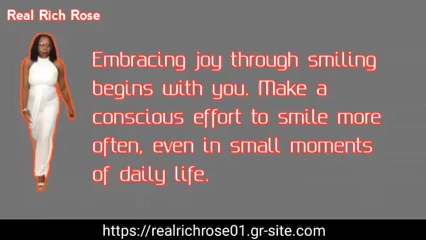 Real Rich Rose
Embracing joy through smiling
begins with you. Make a
conscious effort to smile more
often, even in small moments
of daily life.
https://realrichrose01.gr-site.com